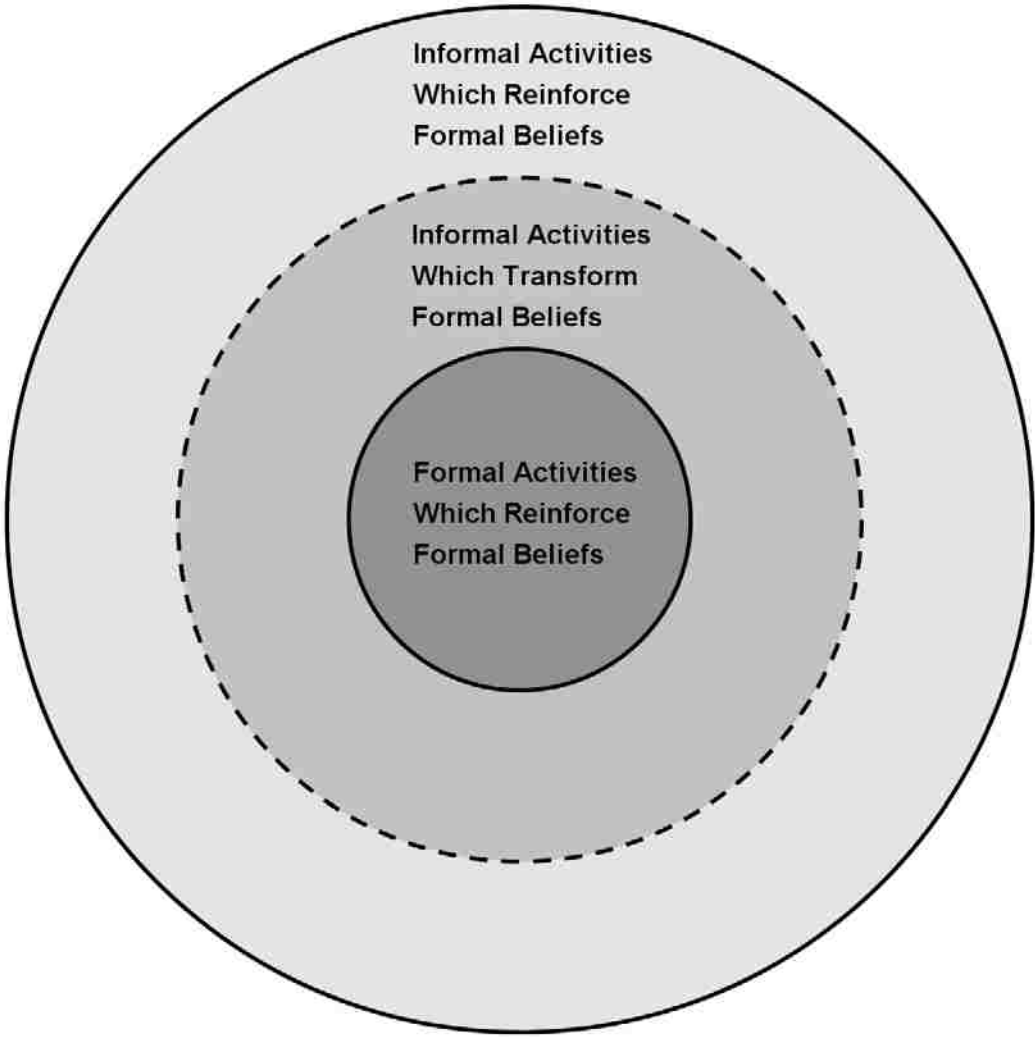 Informal Activities
Which Reinforce
Formal Beliefs
Informal Activities
Which Transform
Formal Beliefs
Formal Activities
Which Reinforce
Formal Beliefs